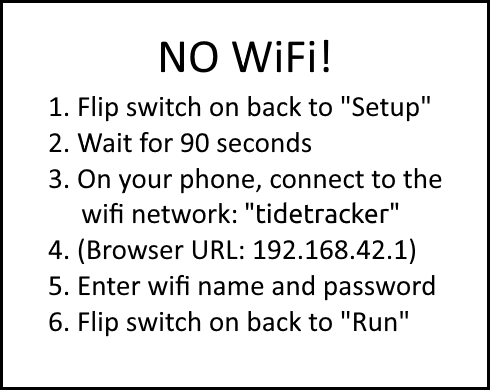 NO WiFi!
1. Flip switch on back to "Setup"
2. Wait for 90 seconds
3. On your phone, connect to the
wifi network: "tidetracker"
4. (Browser URL: 192.168.42.1)
5. Enter wifi name and password
6. Flip switch on back to "Run"